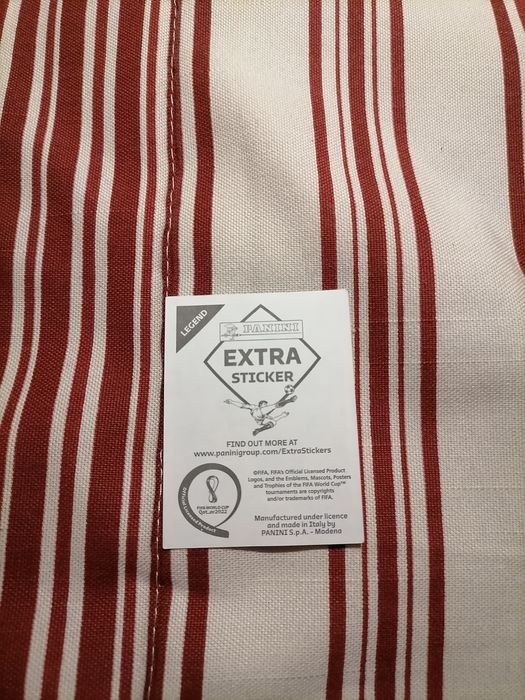 LEGEND
PANINI
EXTRA
STICKER
FIND OUT MORE AT
www.paninigroup.com/ExtraStickers
©FIFA, FIFA's Official Licensed Product
Logos, and the Emblems, Mascots, Posters
and Trophies of the FIFA World Cup™
tournaments are copyrights
and/or trademarks of FIFA.
FIFA WORLD CUP
Qatar2022
Official Licensed Product
Manufactured under licence
and made in Italy by
PANINI S.p.A. - Modena